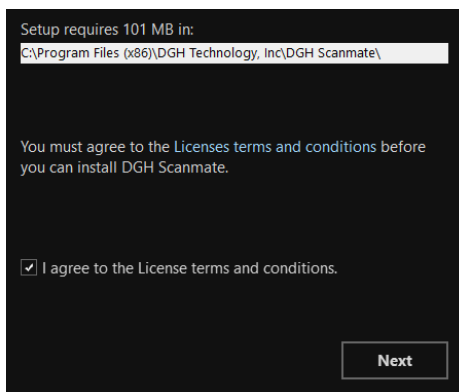 Setup requires 101 MB in:
C:\Program Files (x86)\DGH Technology, Inc\DGH Scanmate\
You must agree to the Licenses terms and conditions before
you can install DGH Scanmate.
I agree to the License terms and conditions.
Next